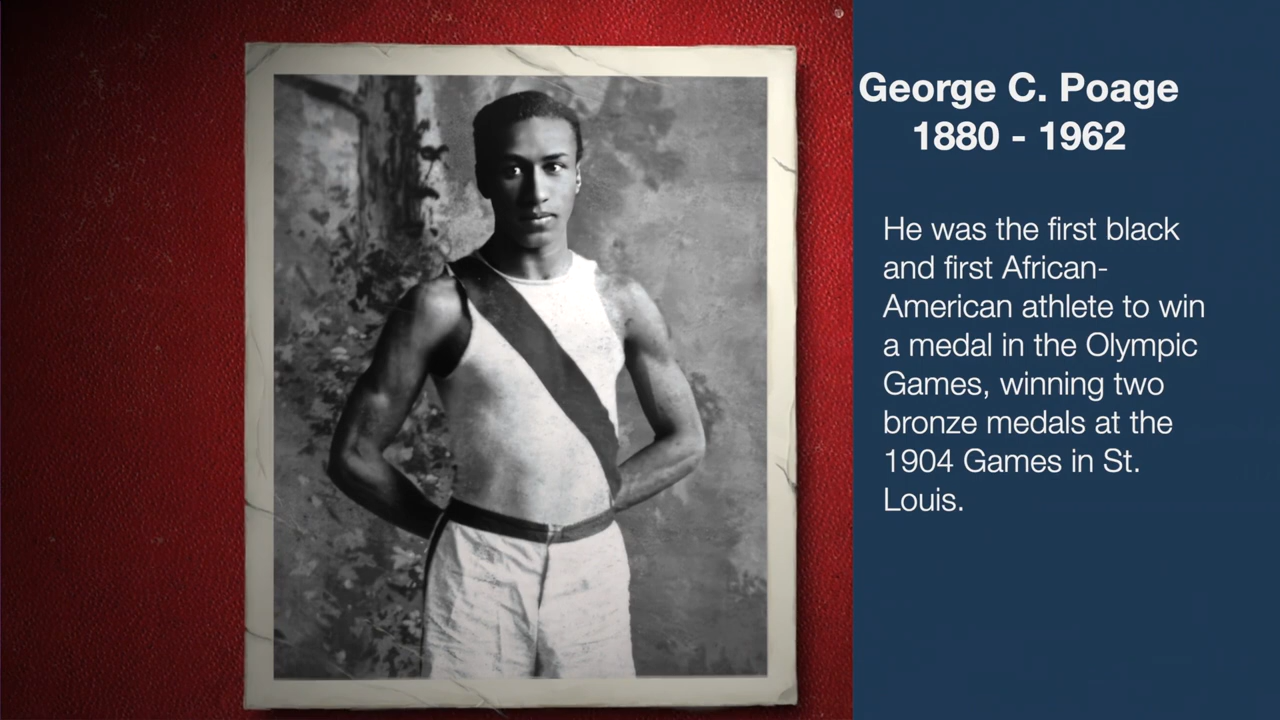 George C. Poage
1880 - 1962
He was the first black
and first African-
American athlete to win
a medal in the Olympic
Games, winning two
bronze medals at the
1904 Games in St.
Louis.